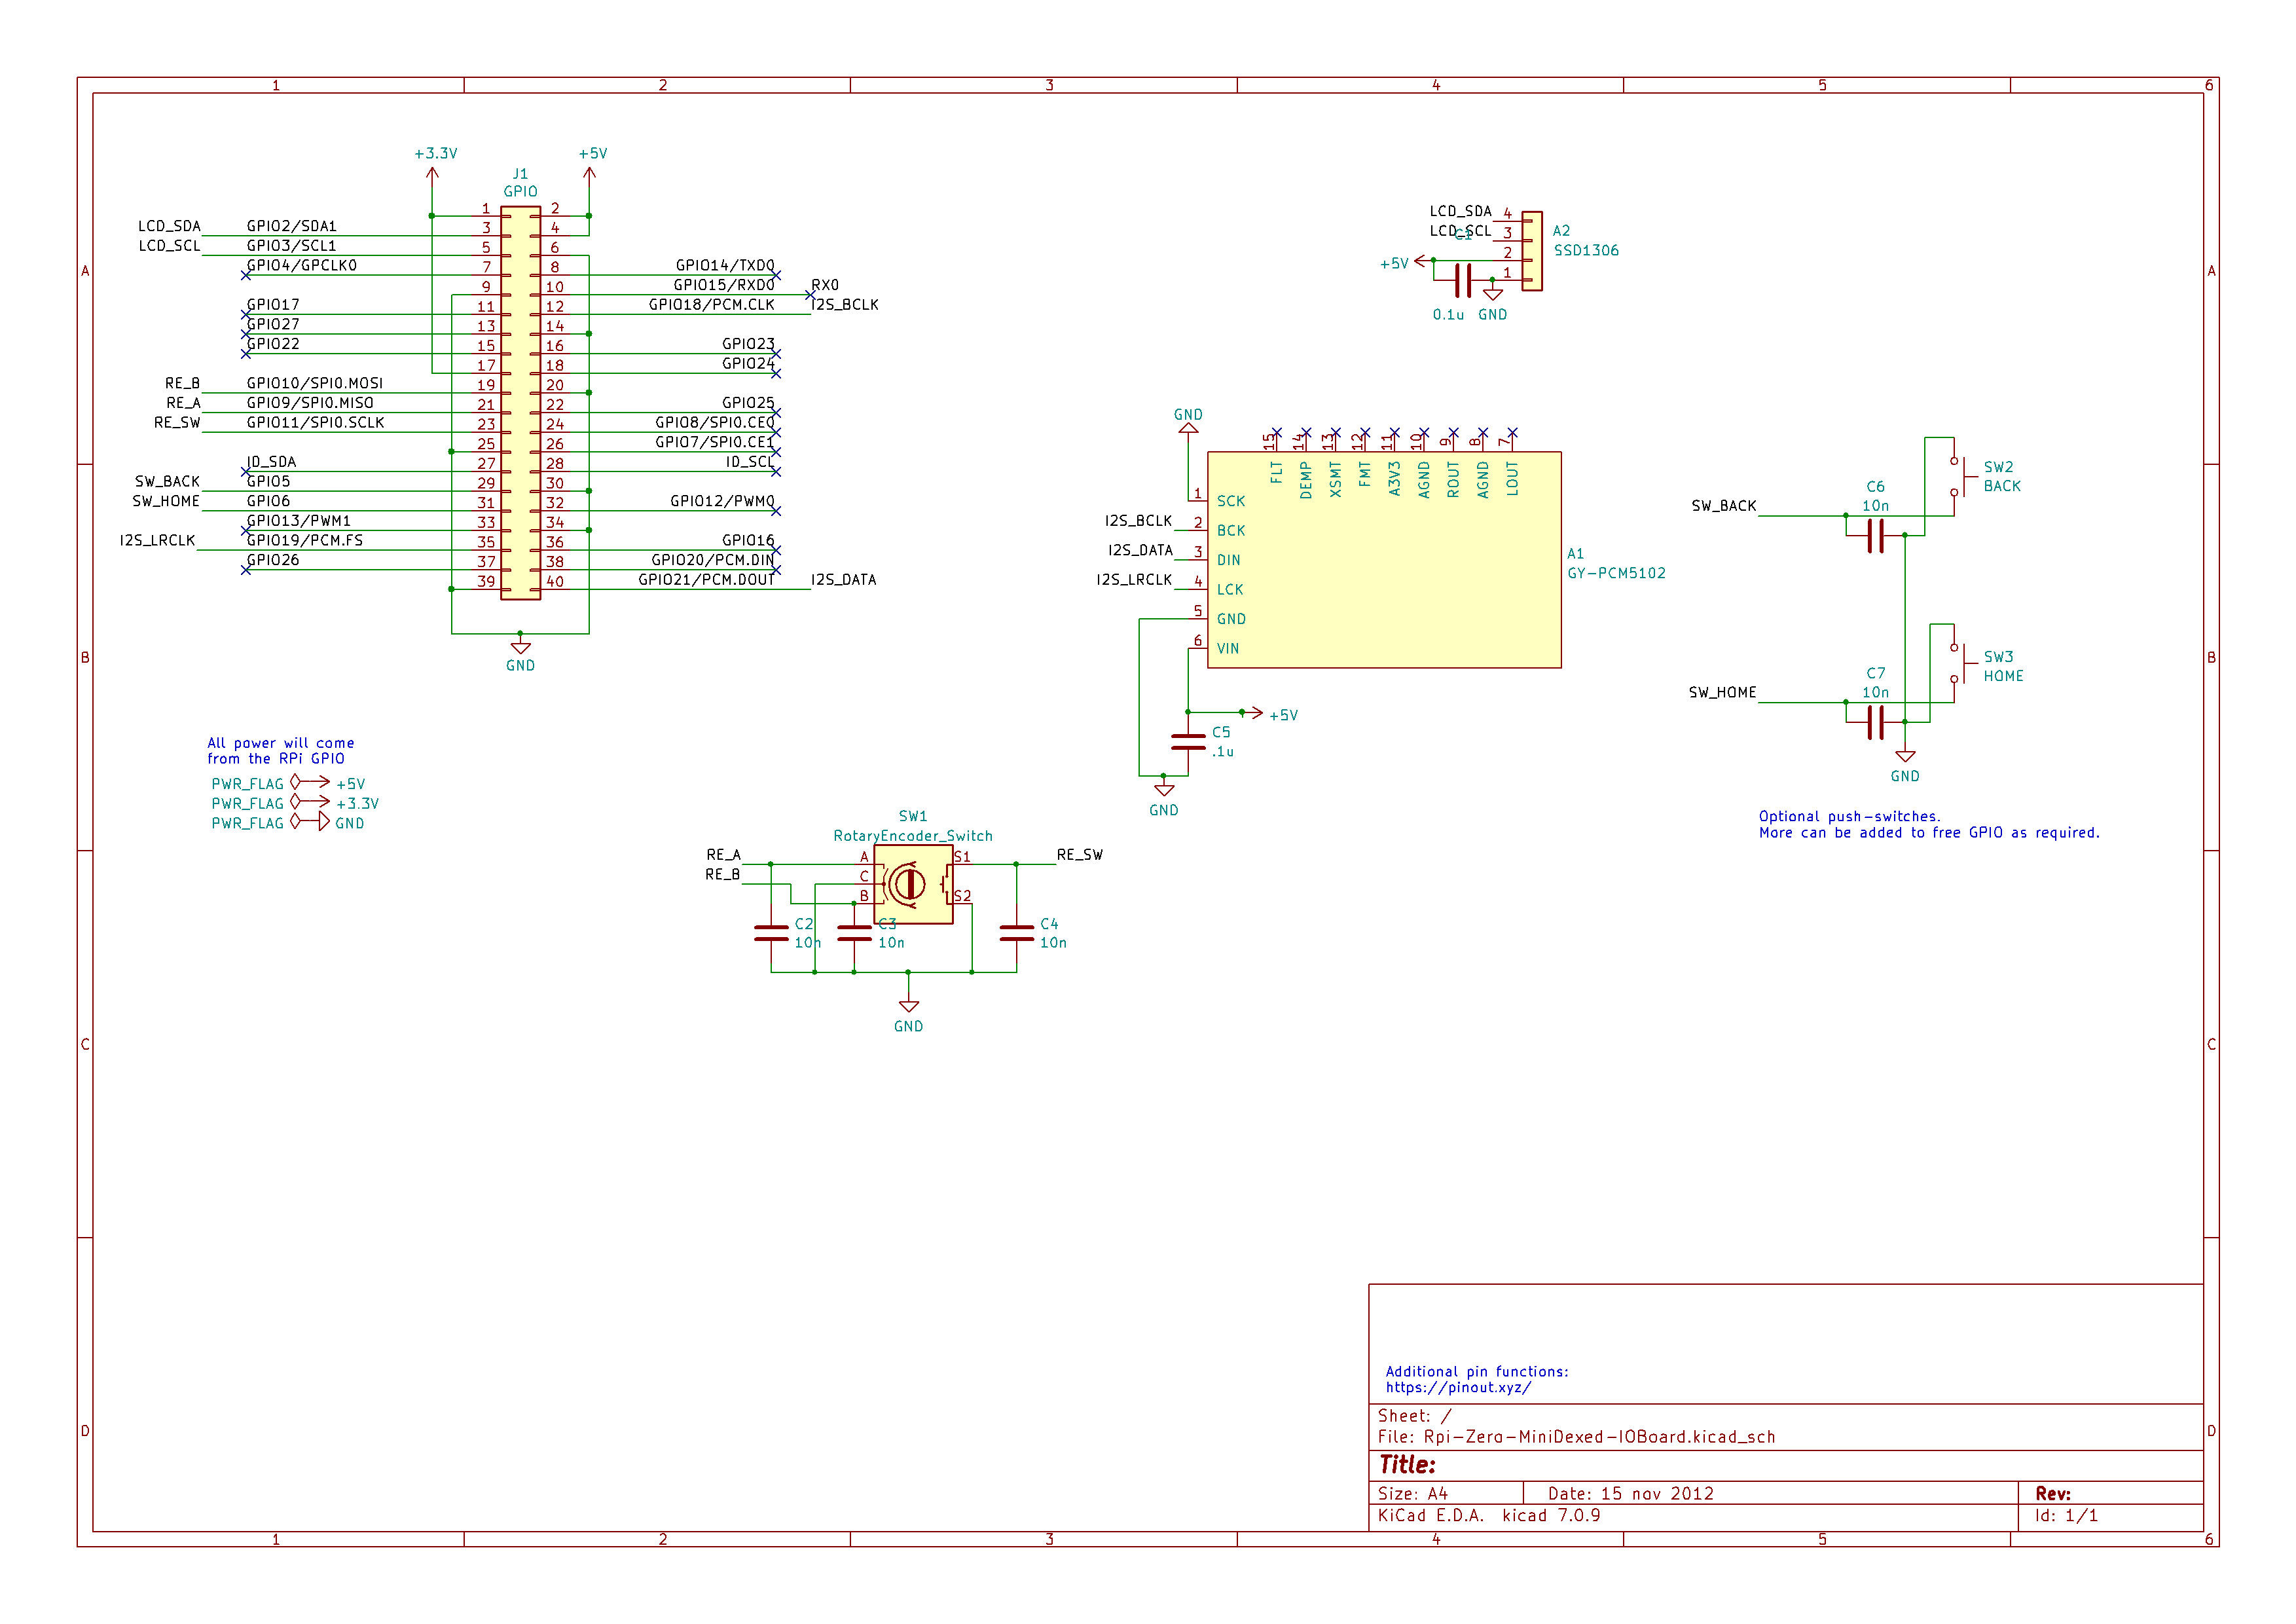 1 2 3 4 5 6
A
B
C
D
+3.3V
+5V
J1
GPIO
1 2
3 4
5 6
7 8
9 10
11 12
13 14
15 16
17 18
19 20
21 22
23 24
25 26
27 28
29 30
31 32
33 34
35 36
37 38
39 40
LCD_SDA GPIO2/SDA1
LCD_SCL GPIO3/SCL1
GPIO4/GPCLK0
GPIO17
GPIO27
GPIO22
RE_B GPIO10/SPI0.MOSI
RE_A GPIO9/SPI0.MISO
RE_SW GPIO11/SPI0.SCLK
ID_SDA
SW_BACK GPIO5
SW_HOME GPIO6
GPIO13/PWM1
I2S_LRCLK GPIO19/PCM.FS
GPIO26
GPIO14/TXD0
GPIO15/RXD0 RX0
GPIO18/PCM.CLK I2S_BCLK
GPIO23
GPIO24
GPIO25
GPIO8/SPI0.CE0
GPIO7/SPI0.CE1
ID_SCL
GPIO12/PWM0
GPIO16
GPIO20/PCM.DIN
GPIO21/PCM.DOUT I2S_DATA
GND
All power will come
from the RPi GPIO
PWR_FLAG +5V
PWR_FLAG +3.3V
PWR_FLAG GND
LCD_SDA 4
LCD_SCL 3
C1
2
1
+5V
0.1u GND
A2
SSD1306
GND
15 14 13 12 11 10 9 8 7
FLT DEMP XSMT FMT A3V3 AGND ROUT AGND LOUT
1 SCK
I2S_BCLK 2 BCK
I2S_DATA 3 DIN
I2S_LRCLK 4 LCK
5 GND
6 VIN
A1
GY-PCM5102
+5V
C5
.1u
GND
SW_BACK
C6
10n
SW2
BACK
SW_HOME
C7
10n
SW3
HOME
GND
Optional push-switches.
More can be added to free GPIO as required.
SW1
RotaryEncoder_Switch
RE_A A S1 RE_SW
RE_B C
B S2
C2
10n
C3
10n
C4
10n
GND
Additional pin functions:
https://pinout.xyz/
Sheet: /
File: Rpi-Zero-MiniDexed-IOBoard.kicad_sch
Title:
Size: A4 Date: 15 nov 2012 Rev:
KiCad E.D.A. kicad 7.0.9 Id: 1/1
A
B
C
D
1 2 3 4 5 6